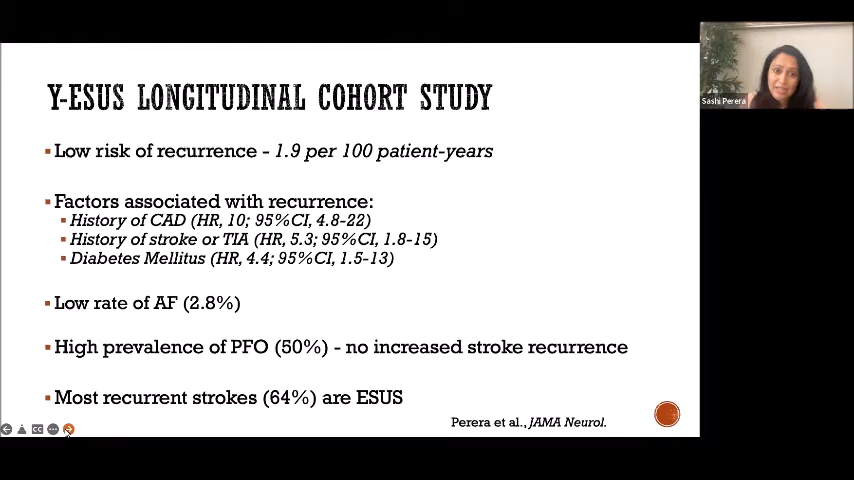 Y-ESUS LONGITUDINAL COHORT STUDY
Sashi Perera
▪ Low risk of recurrence - 1.9 per 100 patient-years
▪ Factors associated with recurrence:
▪ History of CAD (HR, 10; 95%CI, 4.8-22)
▪ History of stroke or TIA (HR, 5.3; 95%CI, 1.8-15)
▪ Diabetes Mellitus (HR, 4.4; 95%CI, 1.5-13)
▪ Low rate of AF (2.8%)
▪ High prevalence of PFO (50%) - no increased stroke recurrence
▪ Most recurrent strokes (64%) are ESUS
Perera et al., JAMA Neurol.
CC